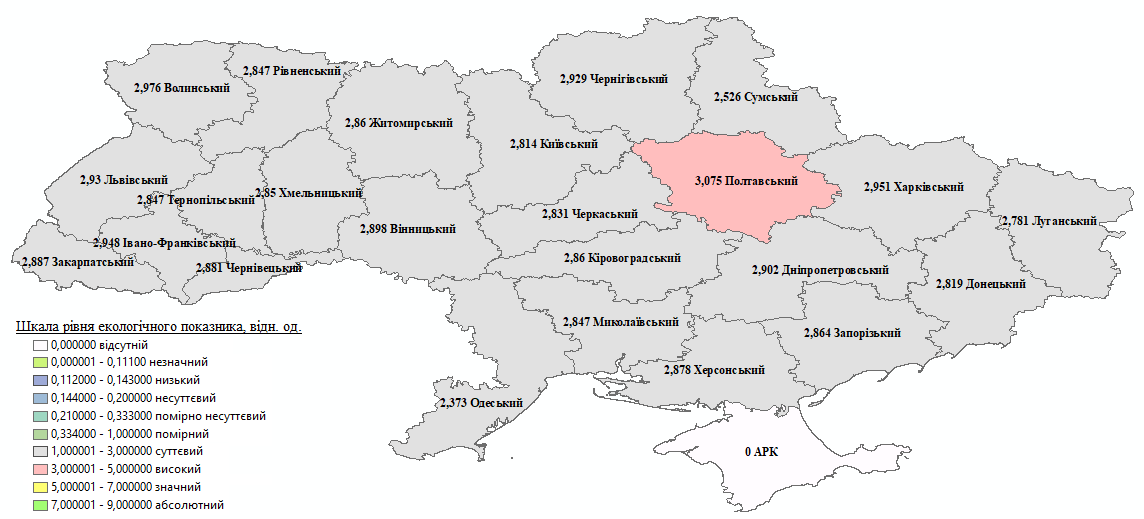 2,929 Чернігівський
2,847 Рівненський
2,976 Волинський
2,526 Сумський
2,86 Житомирський
2,814 Київський
2,93 Львівський
3,075 Полтавський
2,951 Харківський
2,85 Хмельницький
2,847 Тернопільський
2,831 Черкаський
2,781 Луганський
2,898 Вінницький
2,948 Івано-Франківський
2,86 Кіровоградський
2,887 Закарпатський
2,881 Чернівецький
2,902 Дніпропетровський
2,819 Донецький
2,847 Миколаївський
2,864 Запорізький
2,878 Херсонський
2,373 Одеський
0 АРК
Шкала рівня екологічного показника, відн. од.
0,000000 відсутній
0,000001 - 0,11100 незначний
0,112000 - 0,143000 низький
0,144000 - 0,200000 несуттєвий
0,210000 - 0,333000 помірно несуттєвий
0,334000 - 1,000000 помірний
1,000001 - 3,000000 суттєвий
3,000001 - 5,000000 високий
5,000001 - 7,000000 значний
7,000001 - 9,000000 абсолютний